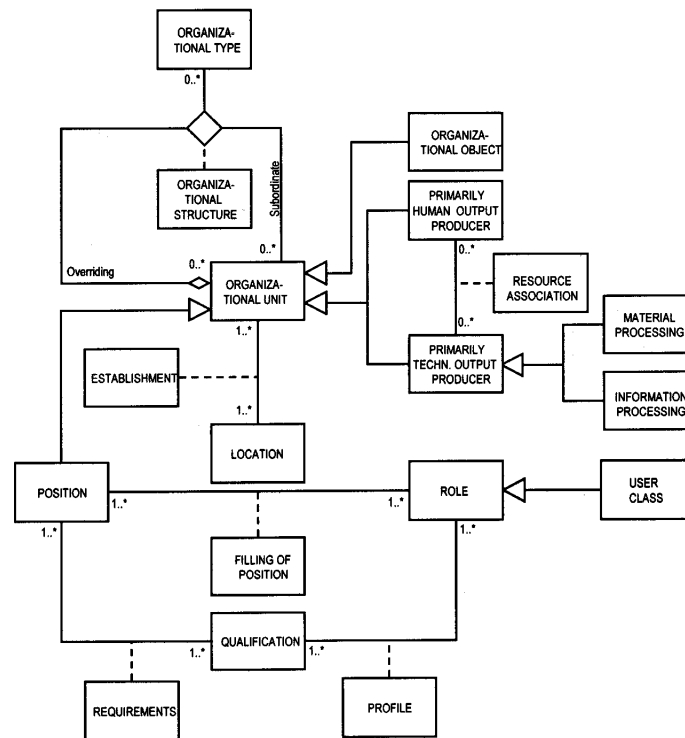 ORGANIZA-
TIONAL TYPE
0..*
ORGANIZA-
TIONAL OBJECT
ORGANIZA-
TIONAL
STRUCTURE
Subordinate
PRIMARILY
HUMAN OUTPUT
PRODUCER
0..*
Overriding
0..*
0..*
ORGANIZA-
TIONAL UNIT
RESOURCE
ASSOCIATION
1..*
0..*
MATERIAL
PROCESSING
PRIMARILY
TECHN. OUTPUT
PRODUCER
ESTABLISHMENT
INFORMATION
PROCESSING
1..*
LOCATION
POSITION
ROLE
USER
CLASS
1..*
1..*
1..*
1..*
FILLING OF
POSITION
QUALIFICATION
1..*
1..*
REQUIREMENTS
PROFILE